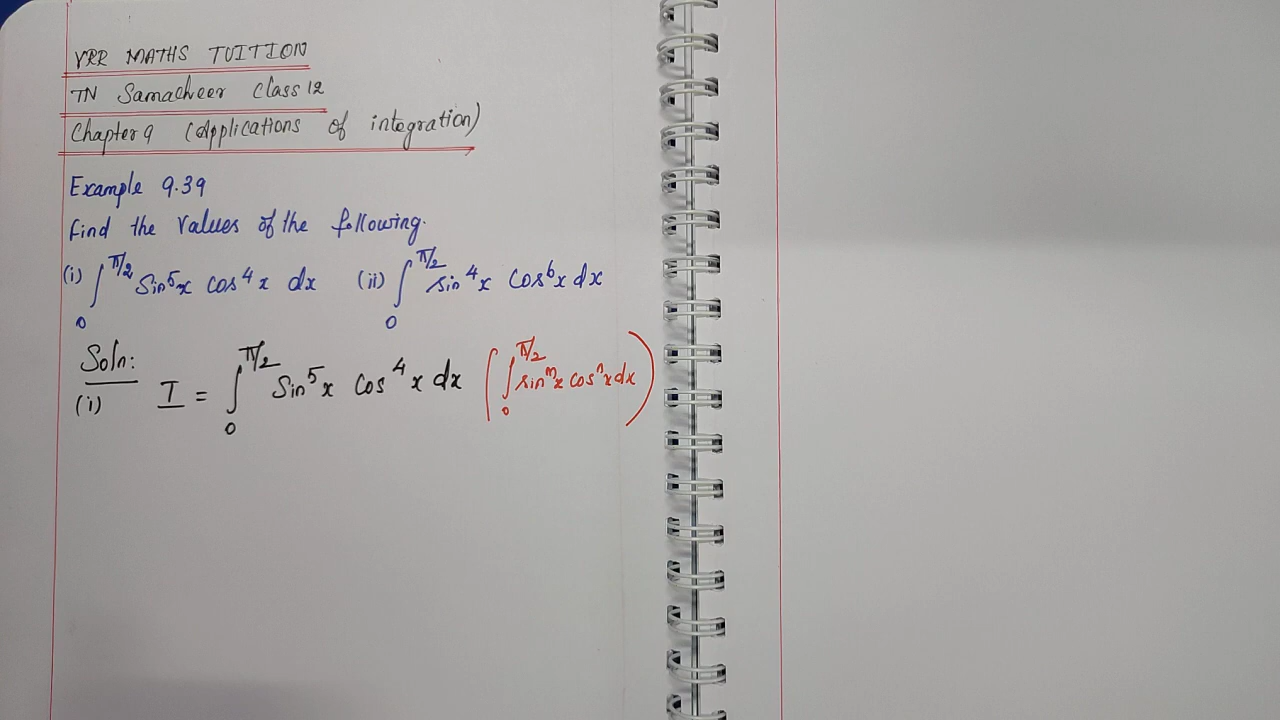 VRR MATHS TUITION
TN Samacheer Class 12
Chapter 9 (Applications of integration)
Example 9.39
Find the values of the following.
(i) ∫₀^π/2 Sin⁵x cos⁴x dx (ii) ∫₀^π/2 sin⁴x Cos⁶x dx
Soln:
(i) I = ∫₀^π/2 Sin⁵x Cos⁴x dx (∫₀^π/2 sinᵐx cosⁿx dx)